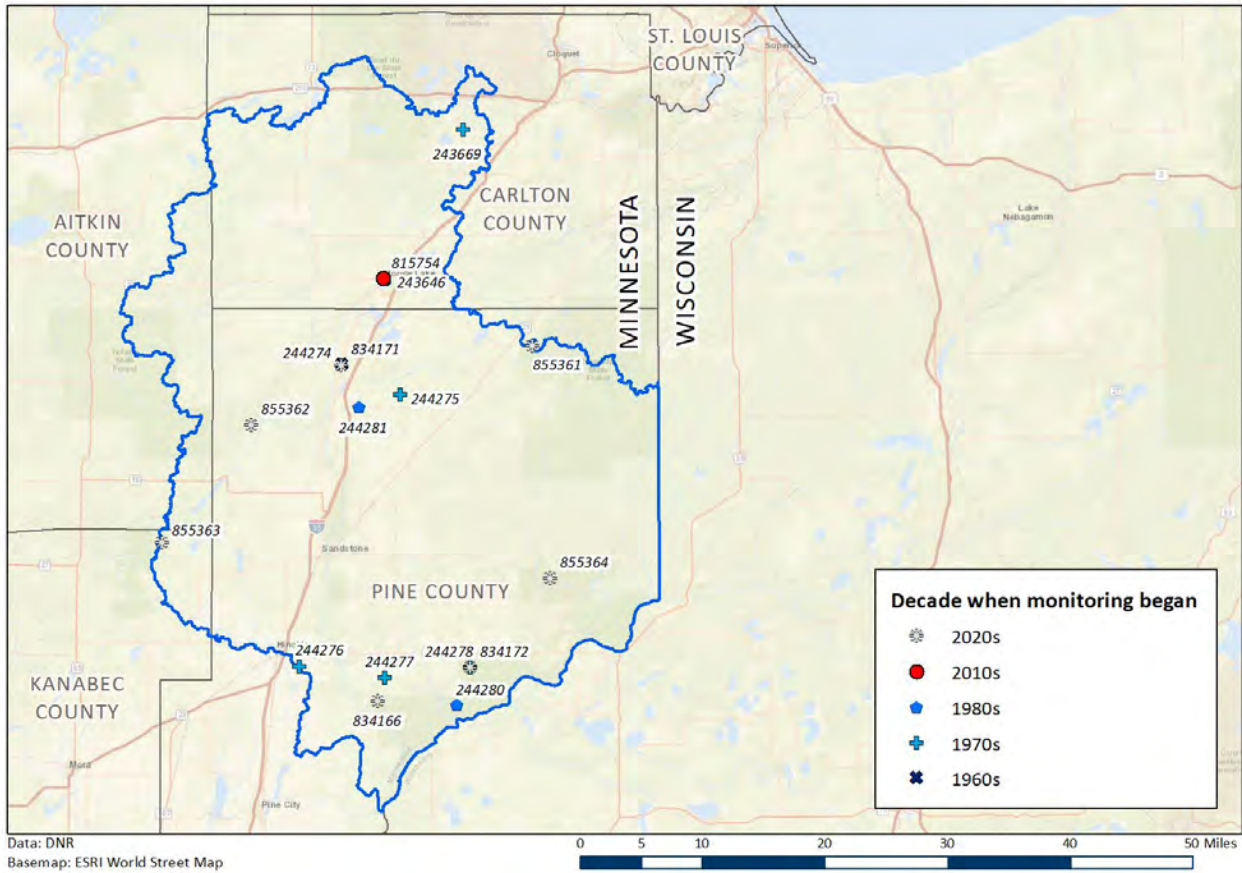 ST. LOUIS
COUNTY
Cloquet
Superior
243669
CARLTON
COUNTY
AITKIN
COUNTY
MINNESOTA
WISCONSIN
Lake
Nebagamon
815754
243646
244274
834171
855361
244275
855362
244281
855363
Sandstone
855364
PINE COUNTY
244276
244277
244278
834172
244280
834166
KANABEC
COUNTY
Mora
Pine City
Decade when monitoring began
2020s
2010s
1980s
1970s
1960s
Data: DNR
Basemap: ESRI World Street Map
0 5 10 20 30 40 50 Miles